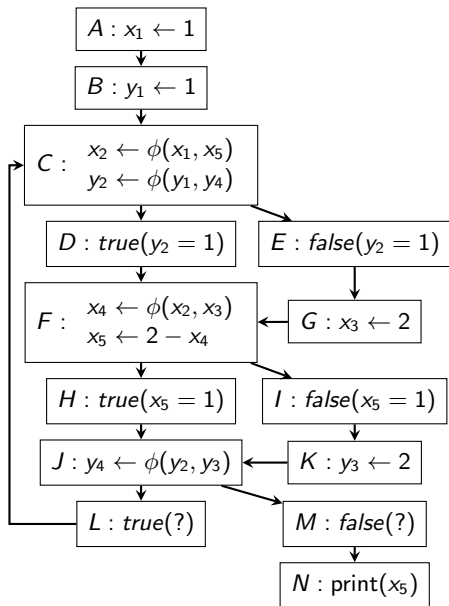 A : x₁ ← 1
B : y₁ ← 1
C : x₂ ← ϕ(x₁, x₅)
y₂ ← ϕ(y₁, y₄)
D : true(y₂ = 1)
E : false(y₂ = 1)
F : x₄ ← ϕ(x₂, x₃)
x₅ ← 2 − x₄
G : x₃ ← 2
H : true(x₅ = 1)
I : false(x₅ = 1)
J : y₄ ← ϕ(y₂, y₃)
K : y₃ ← 2
L : true(?)
M : false(?)
N : print(x₅)